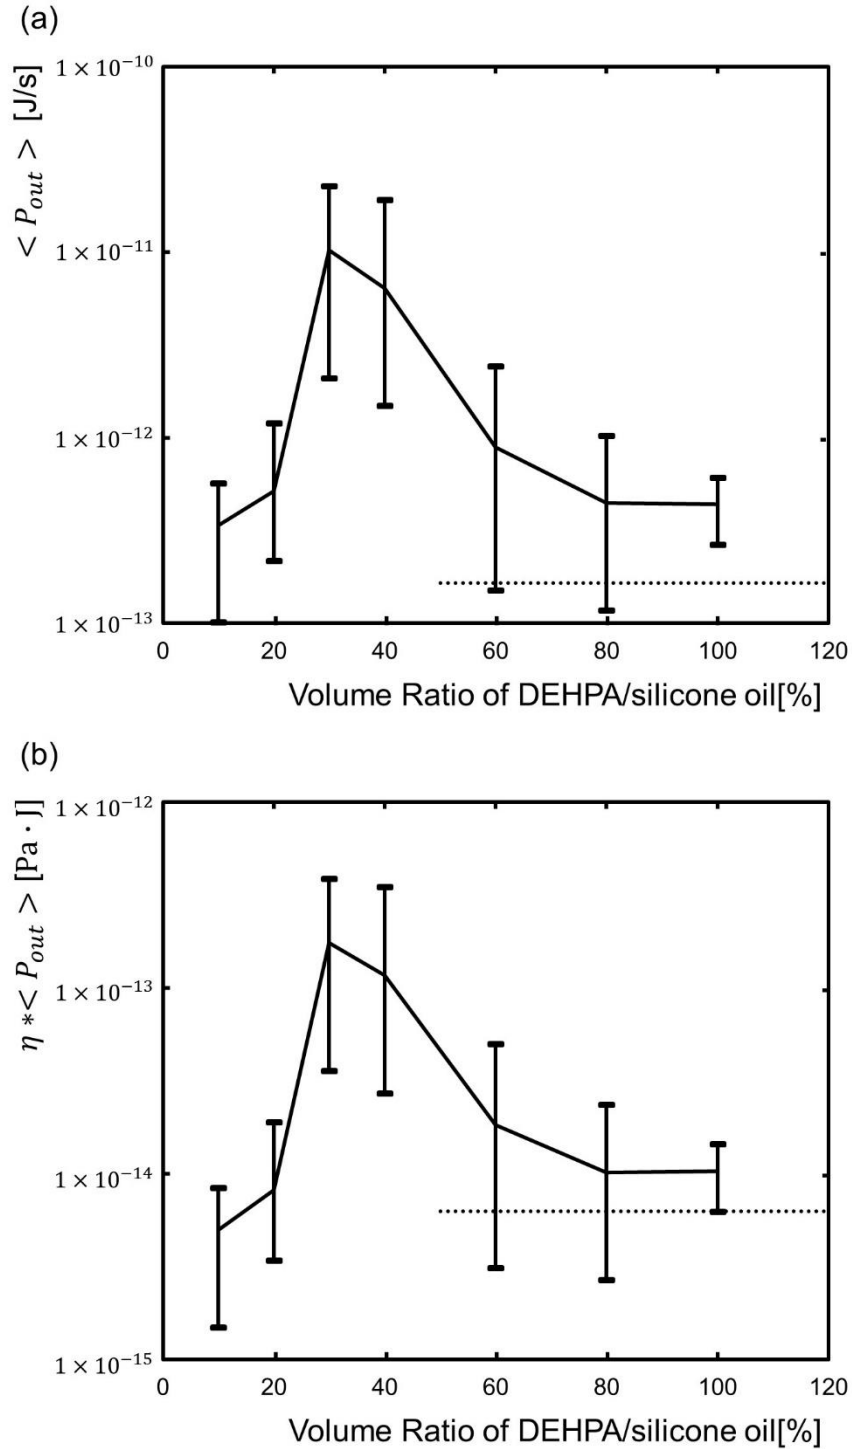 (a)
< P_out > [J/s]
1 × 10⁻¹⁰
1 × 10⁻¹¹
1 × 10⁻¹²
1 × 10⁻¹³
0 20 40 60 80 100 120
Volume Ratio of DEHPA/silicone oil[%]
(b)
η *< P_out > [Pa · J]
1 × 10⁻¹²
1 × 10⁻¹³
1 × 10⁻¹⁴
1 × 10⁻¹⁵
0 20 40 60 80 100 120
Volume Ratio of DEHPA/silicone oil[%]